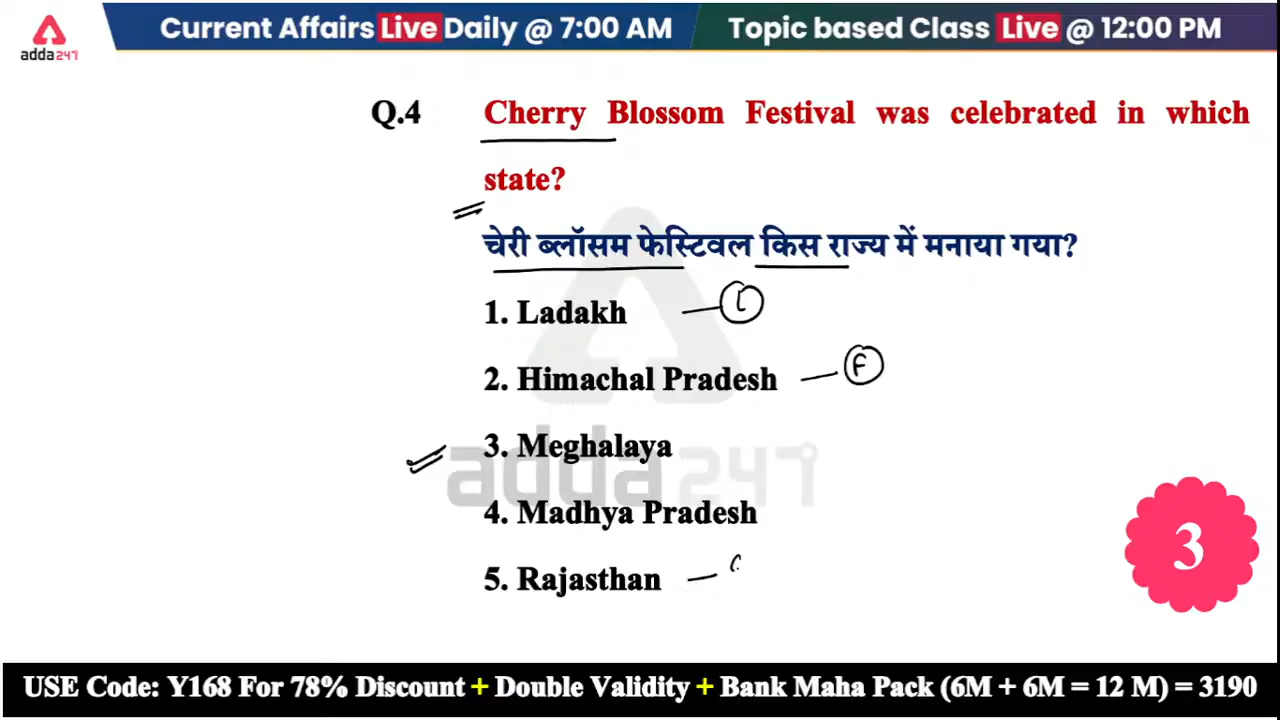 Current Affairs Live Daily @ 7:00 AM
Topic based Class Live @ 12:00 PM
adda247
Q.4 Cherry Blossom Festival was celebrated in which
state?
चेरी ब्लॉसम फेस्टिवल किस राज्य में मनाया गया?
1. Ladakh
2. Himachal Pradesh F
3. Meghalaya
adda247
4. Madhya Pradesh
5. Rajasthan
3
USE Code: Y168 For 78% Discount + Double Validity + Bank Maha Pack (6M + 6M = 12 M) = 3190